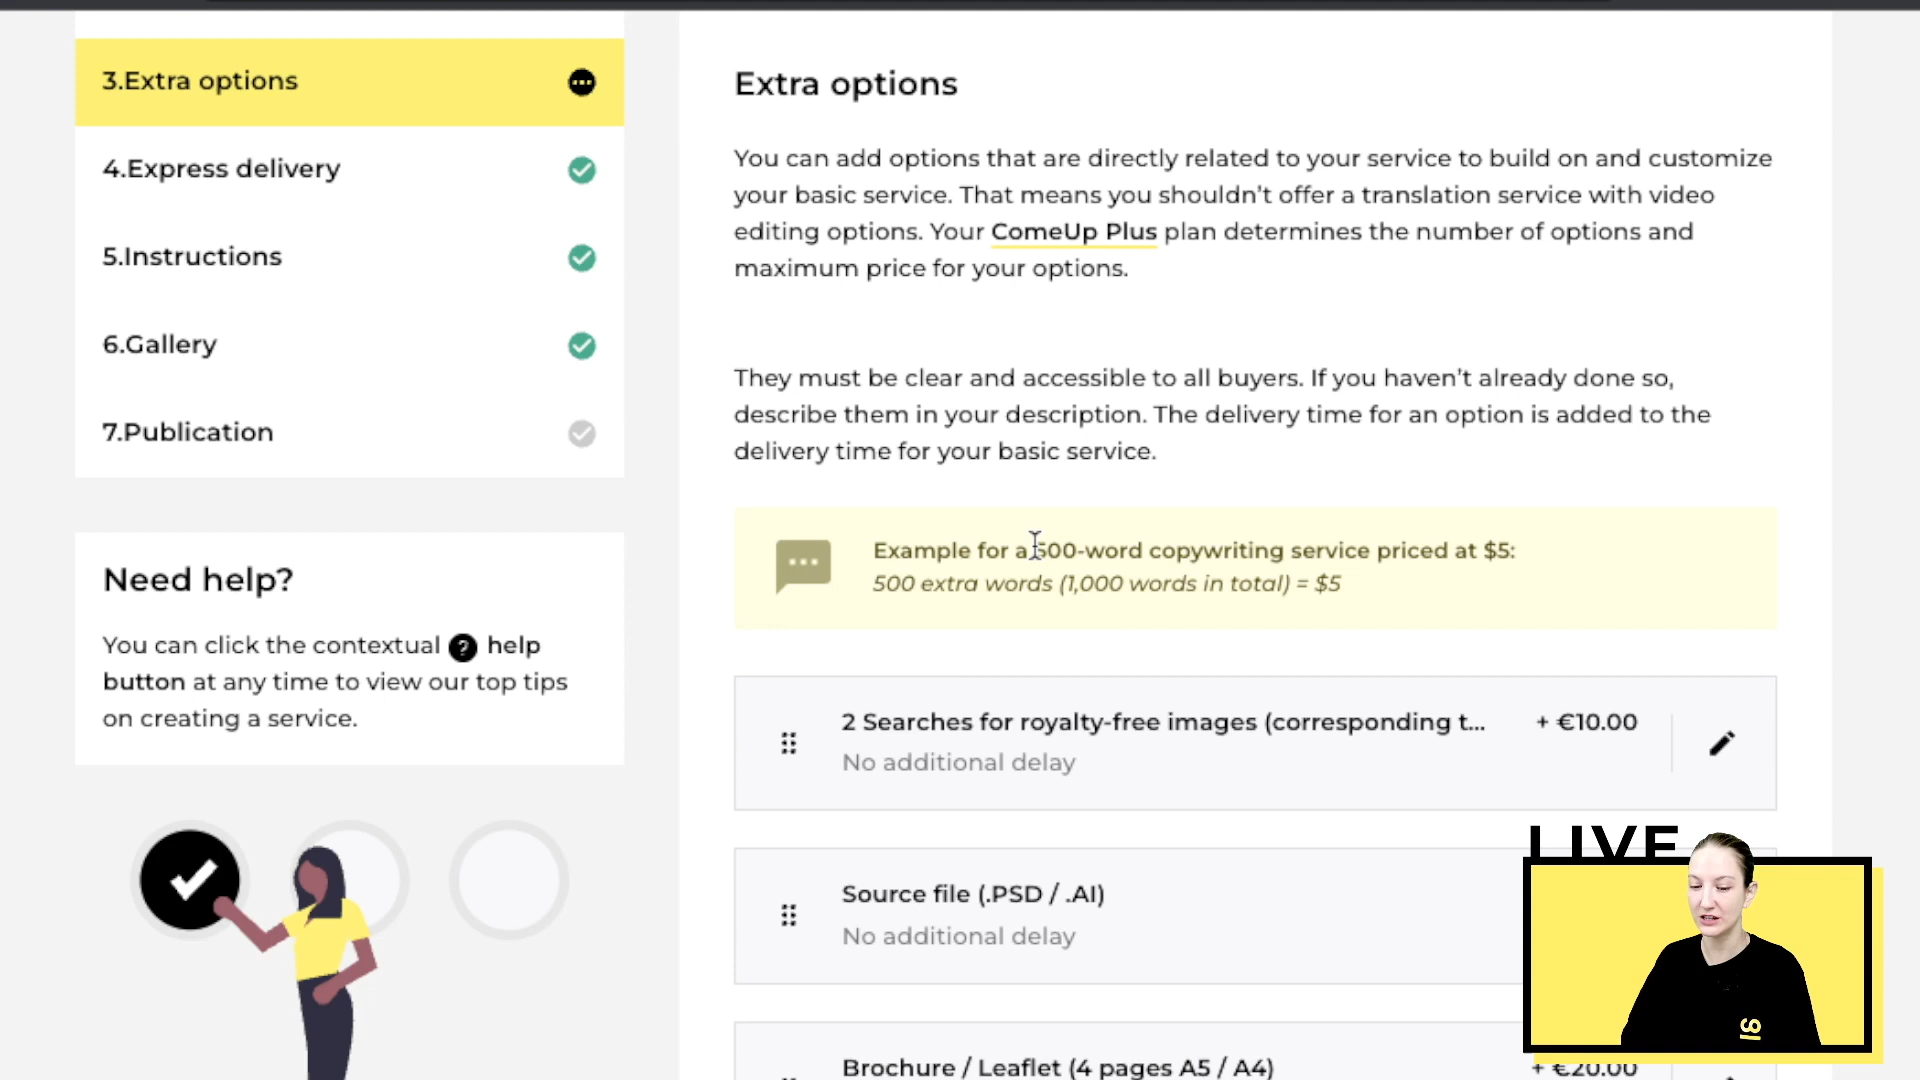 3.Extra options
4.Express delivery
5.Instructions
6.Gallery
7.Publication
Need help?
You can click the contextual ? help
button at any time to view our top tips
on creating a service.
Extra options
You can add options that are directly related to your service to build on and customize
your basic service. That means you shouldn't offer a translation service with video
editing options. Your ComeUp Plus plan determines the number of options and
maximum price for your options.
They must be clear and accessible to all buyers. If you haven't already done so,
describe them in your description. The delivery time for an option is added to the
delivery time for your basic service.
Example for a 500-word copywriting service priced at $5:
500 extra words (1,000 words in total) = $5
2 Searches for royalty-free images (corresponding t...
+ €10.00
No additional delay
Source file (.PSD / .AI)
No additional delay
Brochure / Leaflet (4 pages A5 / A4)
+ €20.00
LIVE